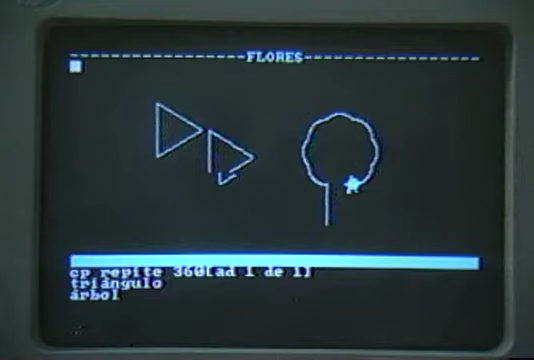 FLORES
cp repite 360[ad 1 de 1]
triángulo
árbol